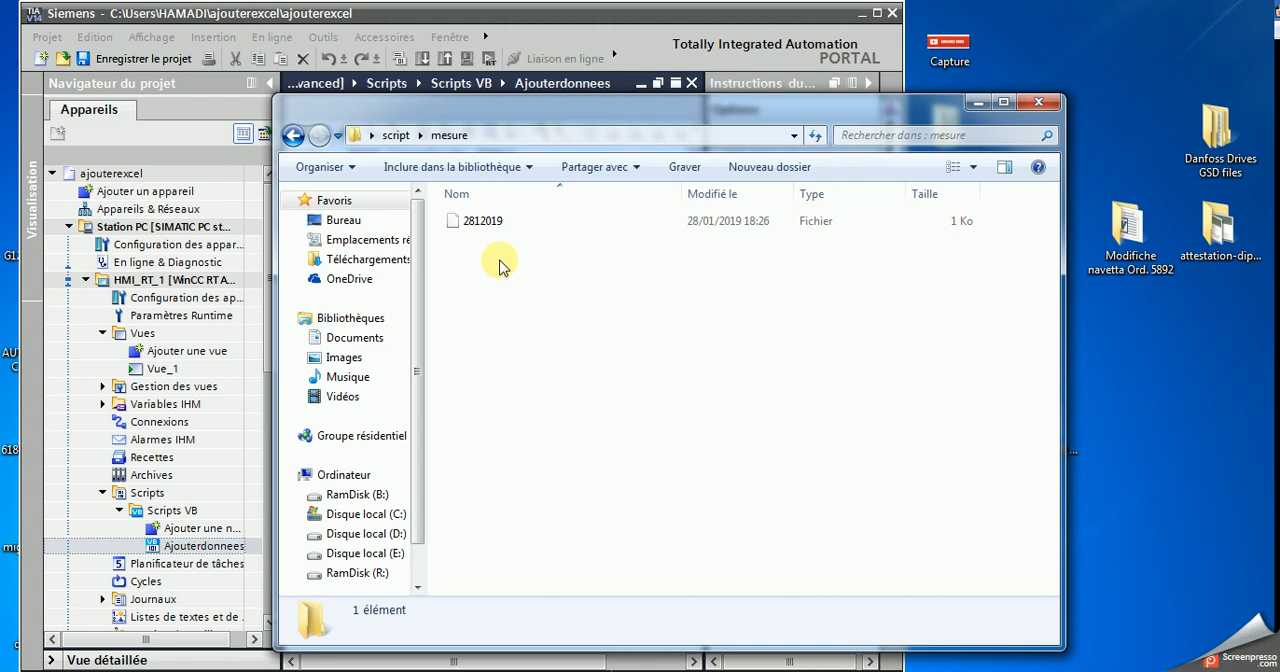 TIA
V14
Siemens - C:\Users\HAMADI\ajouterexcel\ajouterexcel
Projet Edition Affichage Insertion En ligne Outils Accessoires Fenêtre
Totally Integrated Automation
PORTAL
Enregistrer le projet
Liaison en ligne
Navigateur du projet
...vanced] Scripts Scripts VB Ajouterdonnees
Instructions du...
Options
Appareils
Visualisation
ajouterexcel
Ajouter un appareil
Appareils & Réseaux
Station PC [SIMATIC PC st...
Configuration des appar...
En ligne & Diagnostic
HMI_RT_1 [WinCC RT A...
Configuration des ap...
Paramètres Runtime
Vues
Ajouter une vue
Vue_1
Gestion des vues
Variables IHM
Connexions
Alarmes IHM
Recettes
Archives
Scripts
Scripts VB
Ajouter une n...
Ajouterdonnees
Planificateur de tâches
Cycles
Journaux
Listes de textes et de .
Vue détaillée
script mesure
Rechercher dans : mesure
Organiser Inclure dans la bibliothèque Partager avec Graver Nouveau dossier
Favoris
Bureau
Emplacements ré
Téléchargements
OneDrive
Bibliothèques
Documents
Images
Musique
Vidéos
Groupe résidentiel
Ordinateur
RamDisk (B:)
Disque local (C:)
Disque local (D:)
Disque local (E:)
RamDisk (R:)
Nom Modifié le Type Taille
2812019 28/01/2019 18:26 Fichier 1 Ko
1 élément
Capture
Danfoss Drives
GSD files
Modifiche
navetta Ord. 5892
attestation-dip...
Screenpresso
.com